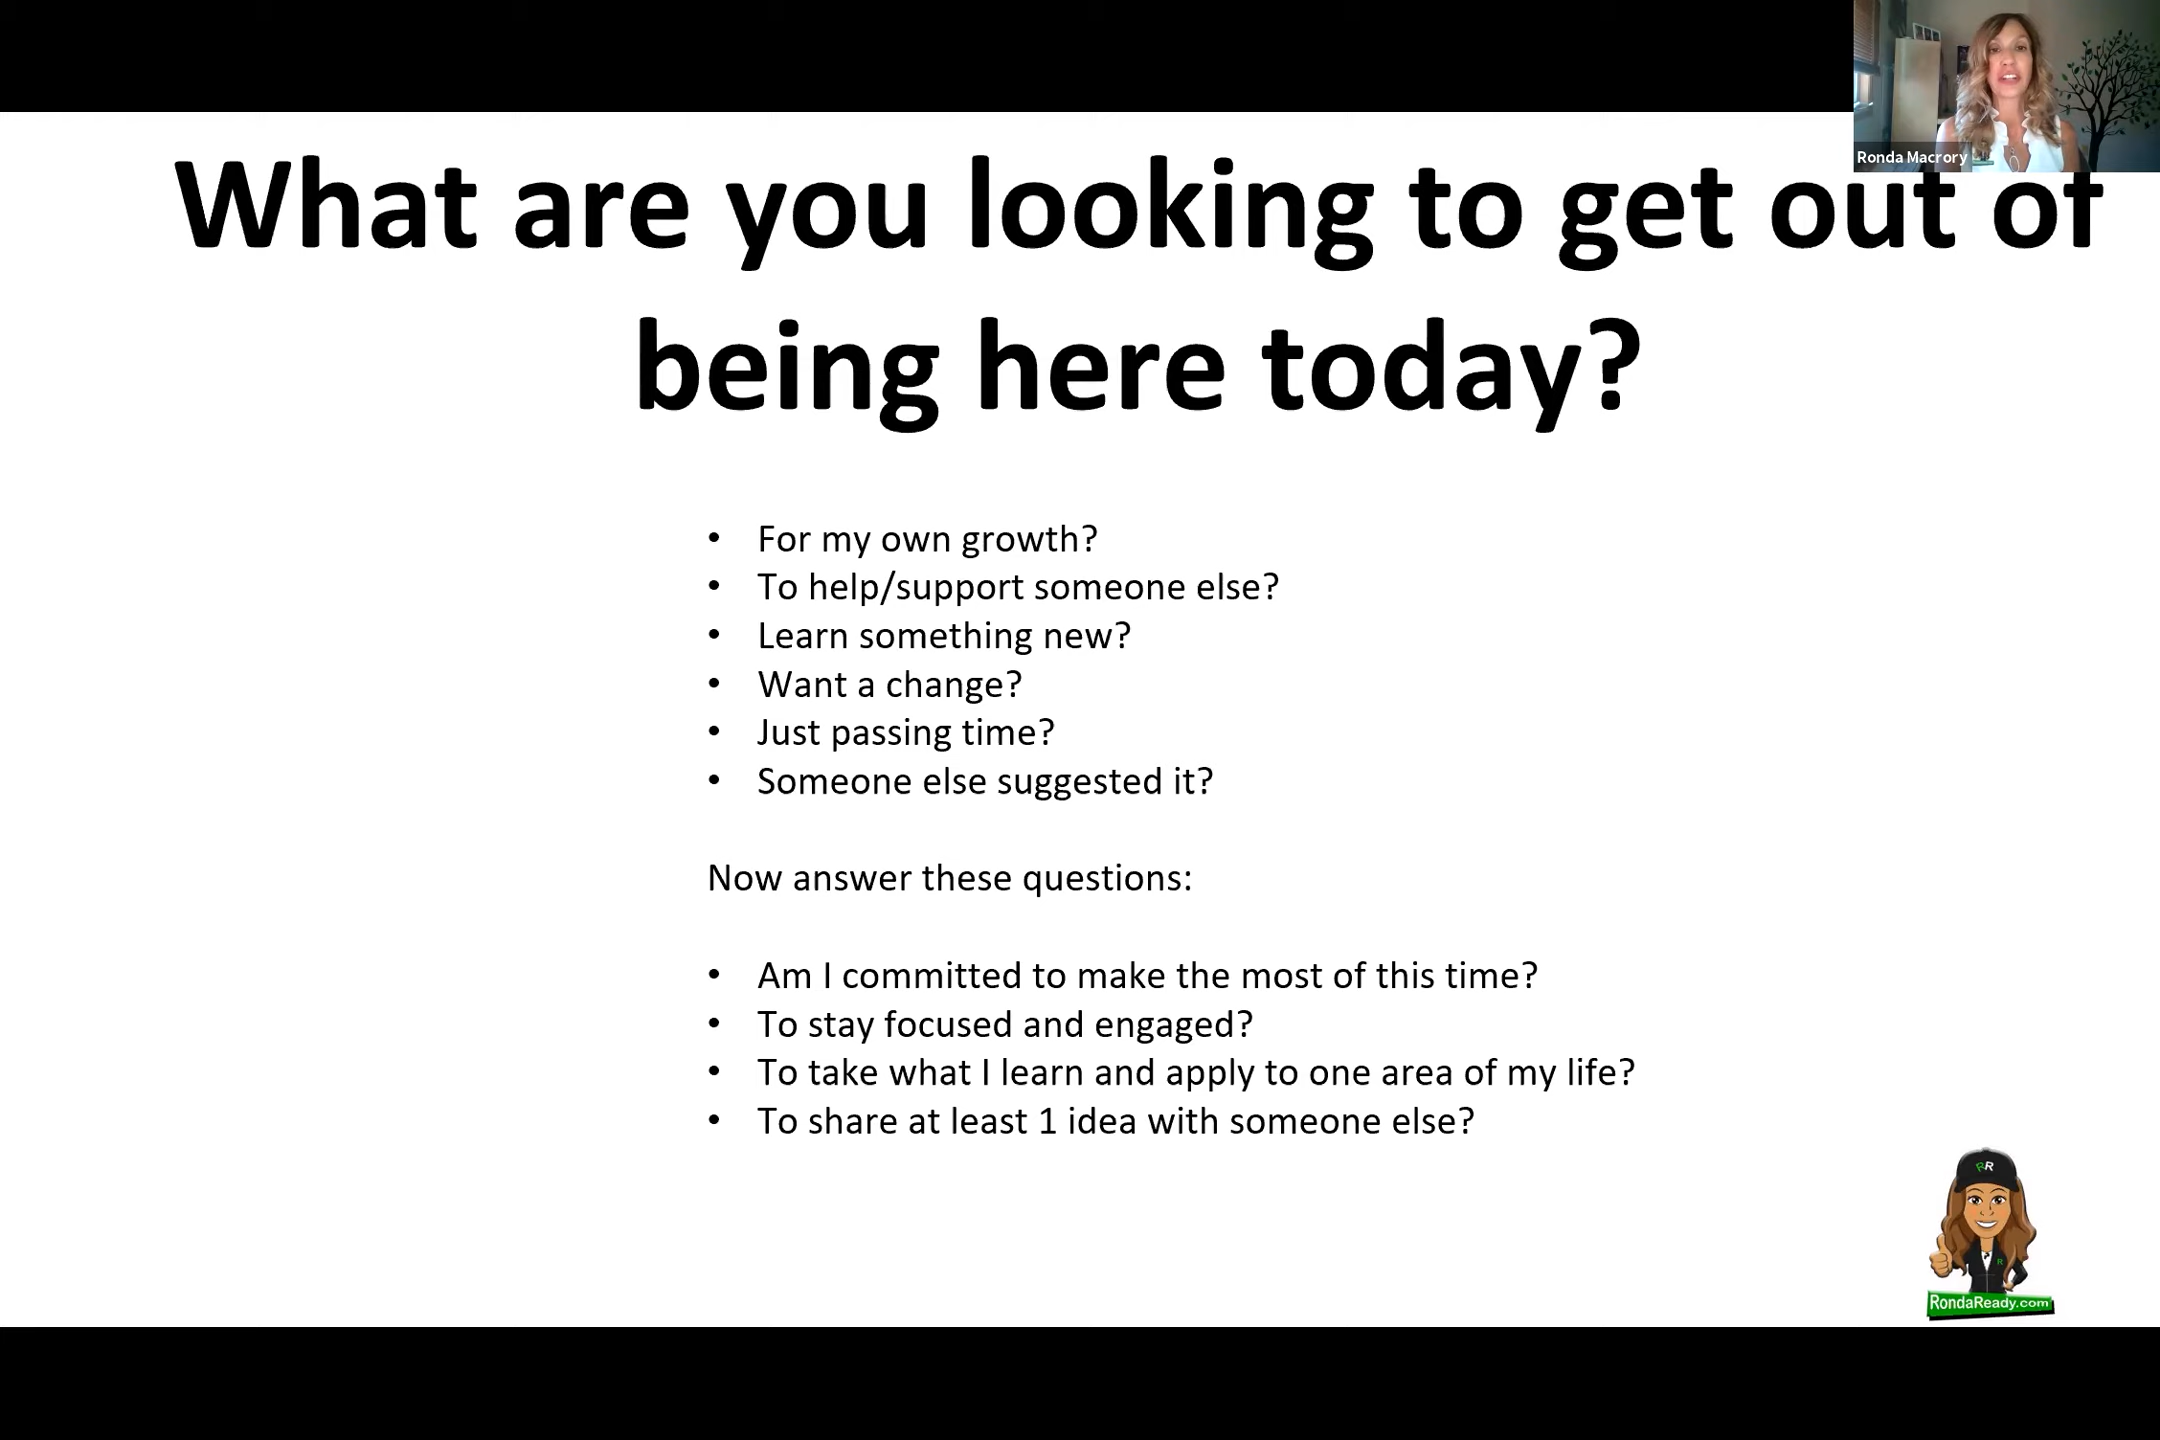 Ronda Macrory
What are you looking to get out of
being here today?
• For my own growth?
• To help/support someone else?
• Learn something new?
• Want a change?
• Just passing time?
• Someone else suggested it?
Now answer these questions:
• Am I committed to make the most of this time?
• To stay focused and engaged?
• To take what I learn and apply to one area of my life?
• To share at least 1 idea with someone else?
RR
R
RondaReady.com